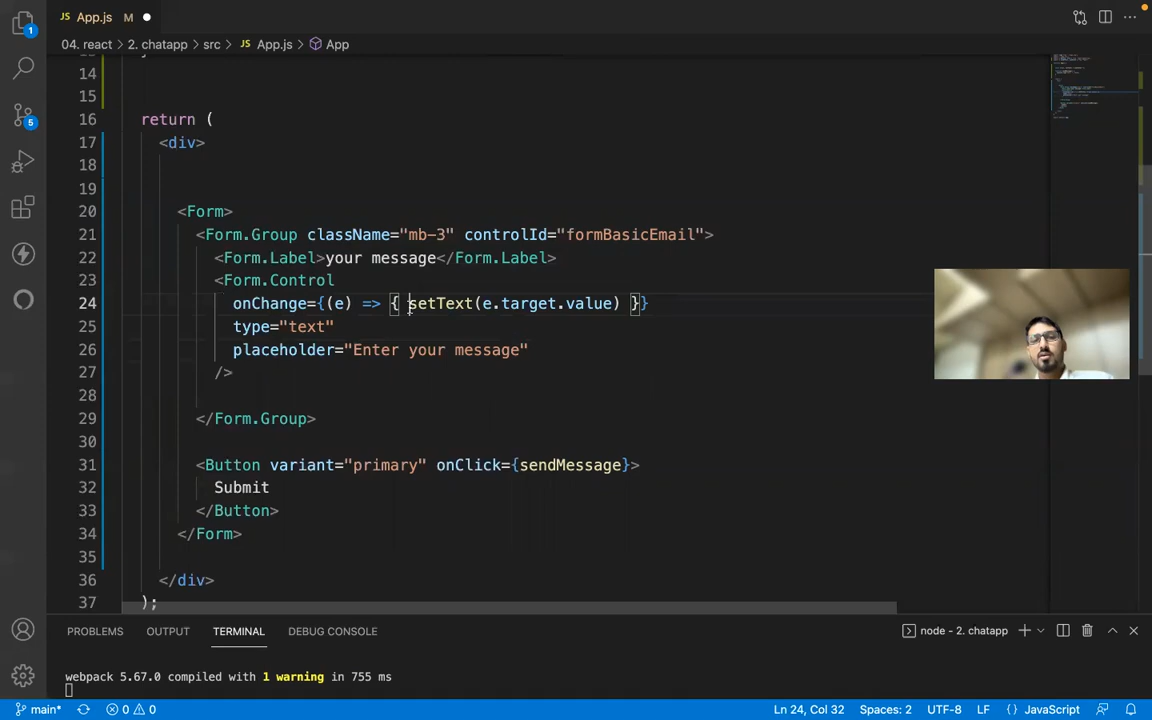 JS App.js M
04. react > 2. chatapp > src > JS App.js > App
14
15
16 return (
17 <div>
18
19
20 <Form>
21 <Form.Group className="mb-3" controlId="formBasicEmail">
22 <Form.Label>your message</Form.Label>
23 <Form.Control
24 onChange={(e) => { setText(e.target.value) }}
25 type="text"
26 placeholder="Enter your message"
27 />
28
29 </Form.Group>
30
31 <Button variant="primary" onClick={sendMessage}>
32 Submit
33 </Button>
34 </Form>
35
36 </div>
37 );
1
5
PROBLEMS OUTPUT TERMINAL DEBUG CONSOLE node - 2. chatapp
webpack 5.67.0 compiled with 1 warning in 755 ms
main* 0 0 Ln 24, Col 32 Spaces: 2 UTF-8 LF {} JavaScript